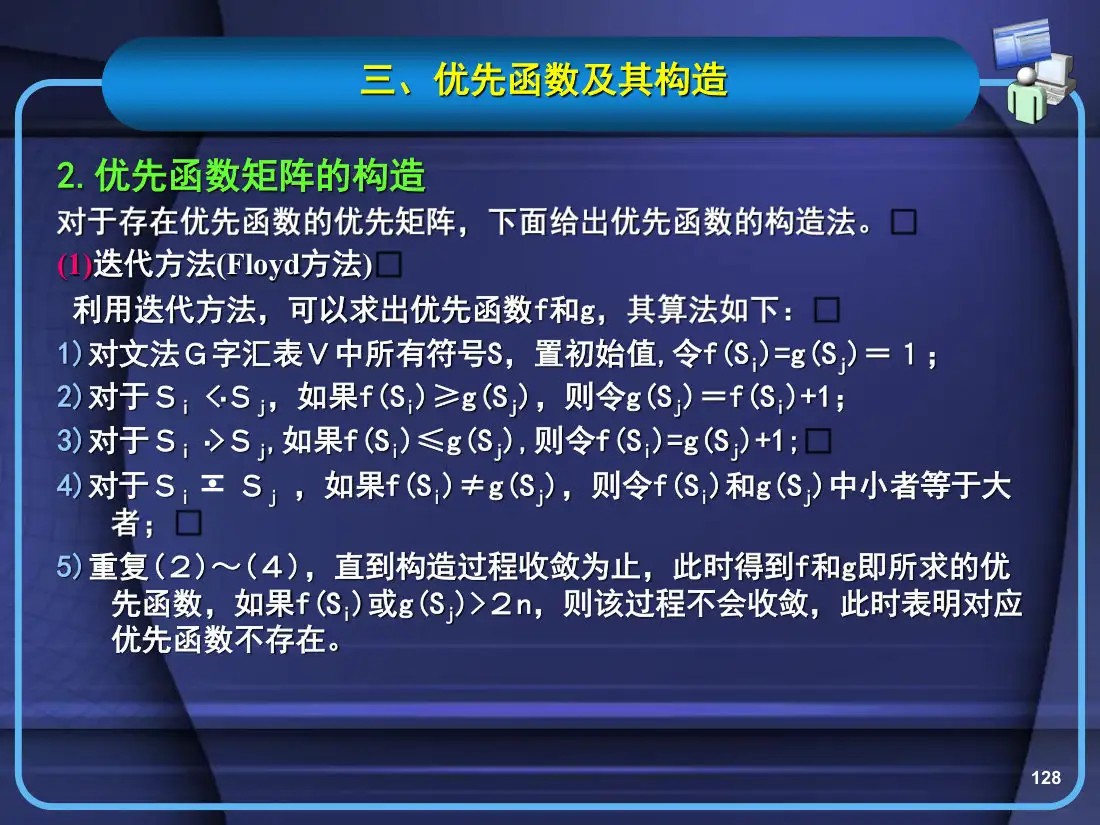 三、优先函数及其构造
2.优先函数矩阵的构造
对于存在优先函数的优先矩阵，下面给出优先函数的构造法。□
(1)迭代方法(Floyd方法)□
利用迭代方法，可以求出优先函数f和g，其算法如下：□
1)对文法Ｇ字汇表Ｖ中所有符号S，置初始值,令f(Si)=g(Sj)＝１；
2)对于Ｓi <·Ｓj，如果f(Si)≥g(Sj)，则令g(Sj)＝f(Si)+1；
3)对于Ｓi ·>Ｓj,如果f(Si)≤g(Sj),则令f(Si)=g(Sj)+1;□
4)对于Ｓi ≖ Ｓj ，如果f(Si)≠g(Sj)，则令f(Si)和g(Sj)中小者等于大
者；□
5)重复(２)～(４)，直到构造过程收敛为止，此时得到f和g即所求的优
先函数，如果f(Si)或g(Sj)>２n，则该过程不会收敛，此时表明对应
优先函数不存在。
128